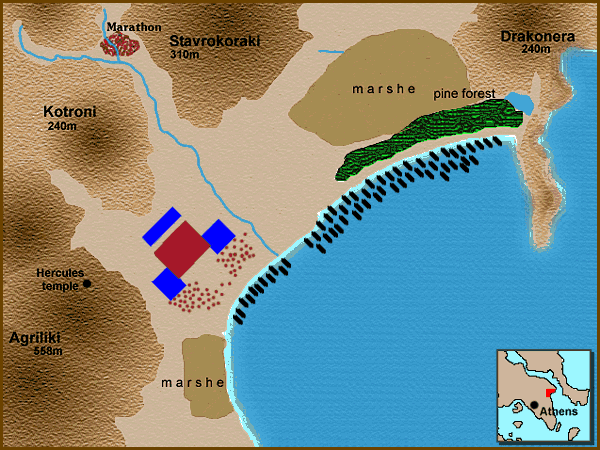 Marathon
Stavrokoraki
310m
Drakonera
240m
marshe
pine forest
Kotroni
240m
Hercules
temple
Agriliki
558m
marshe
Athens